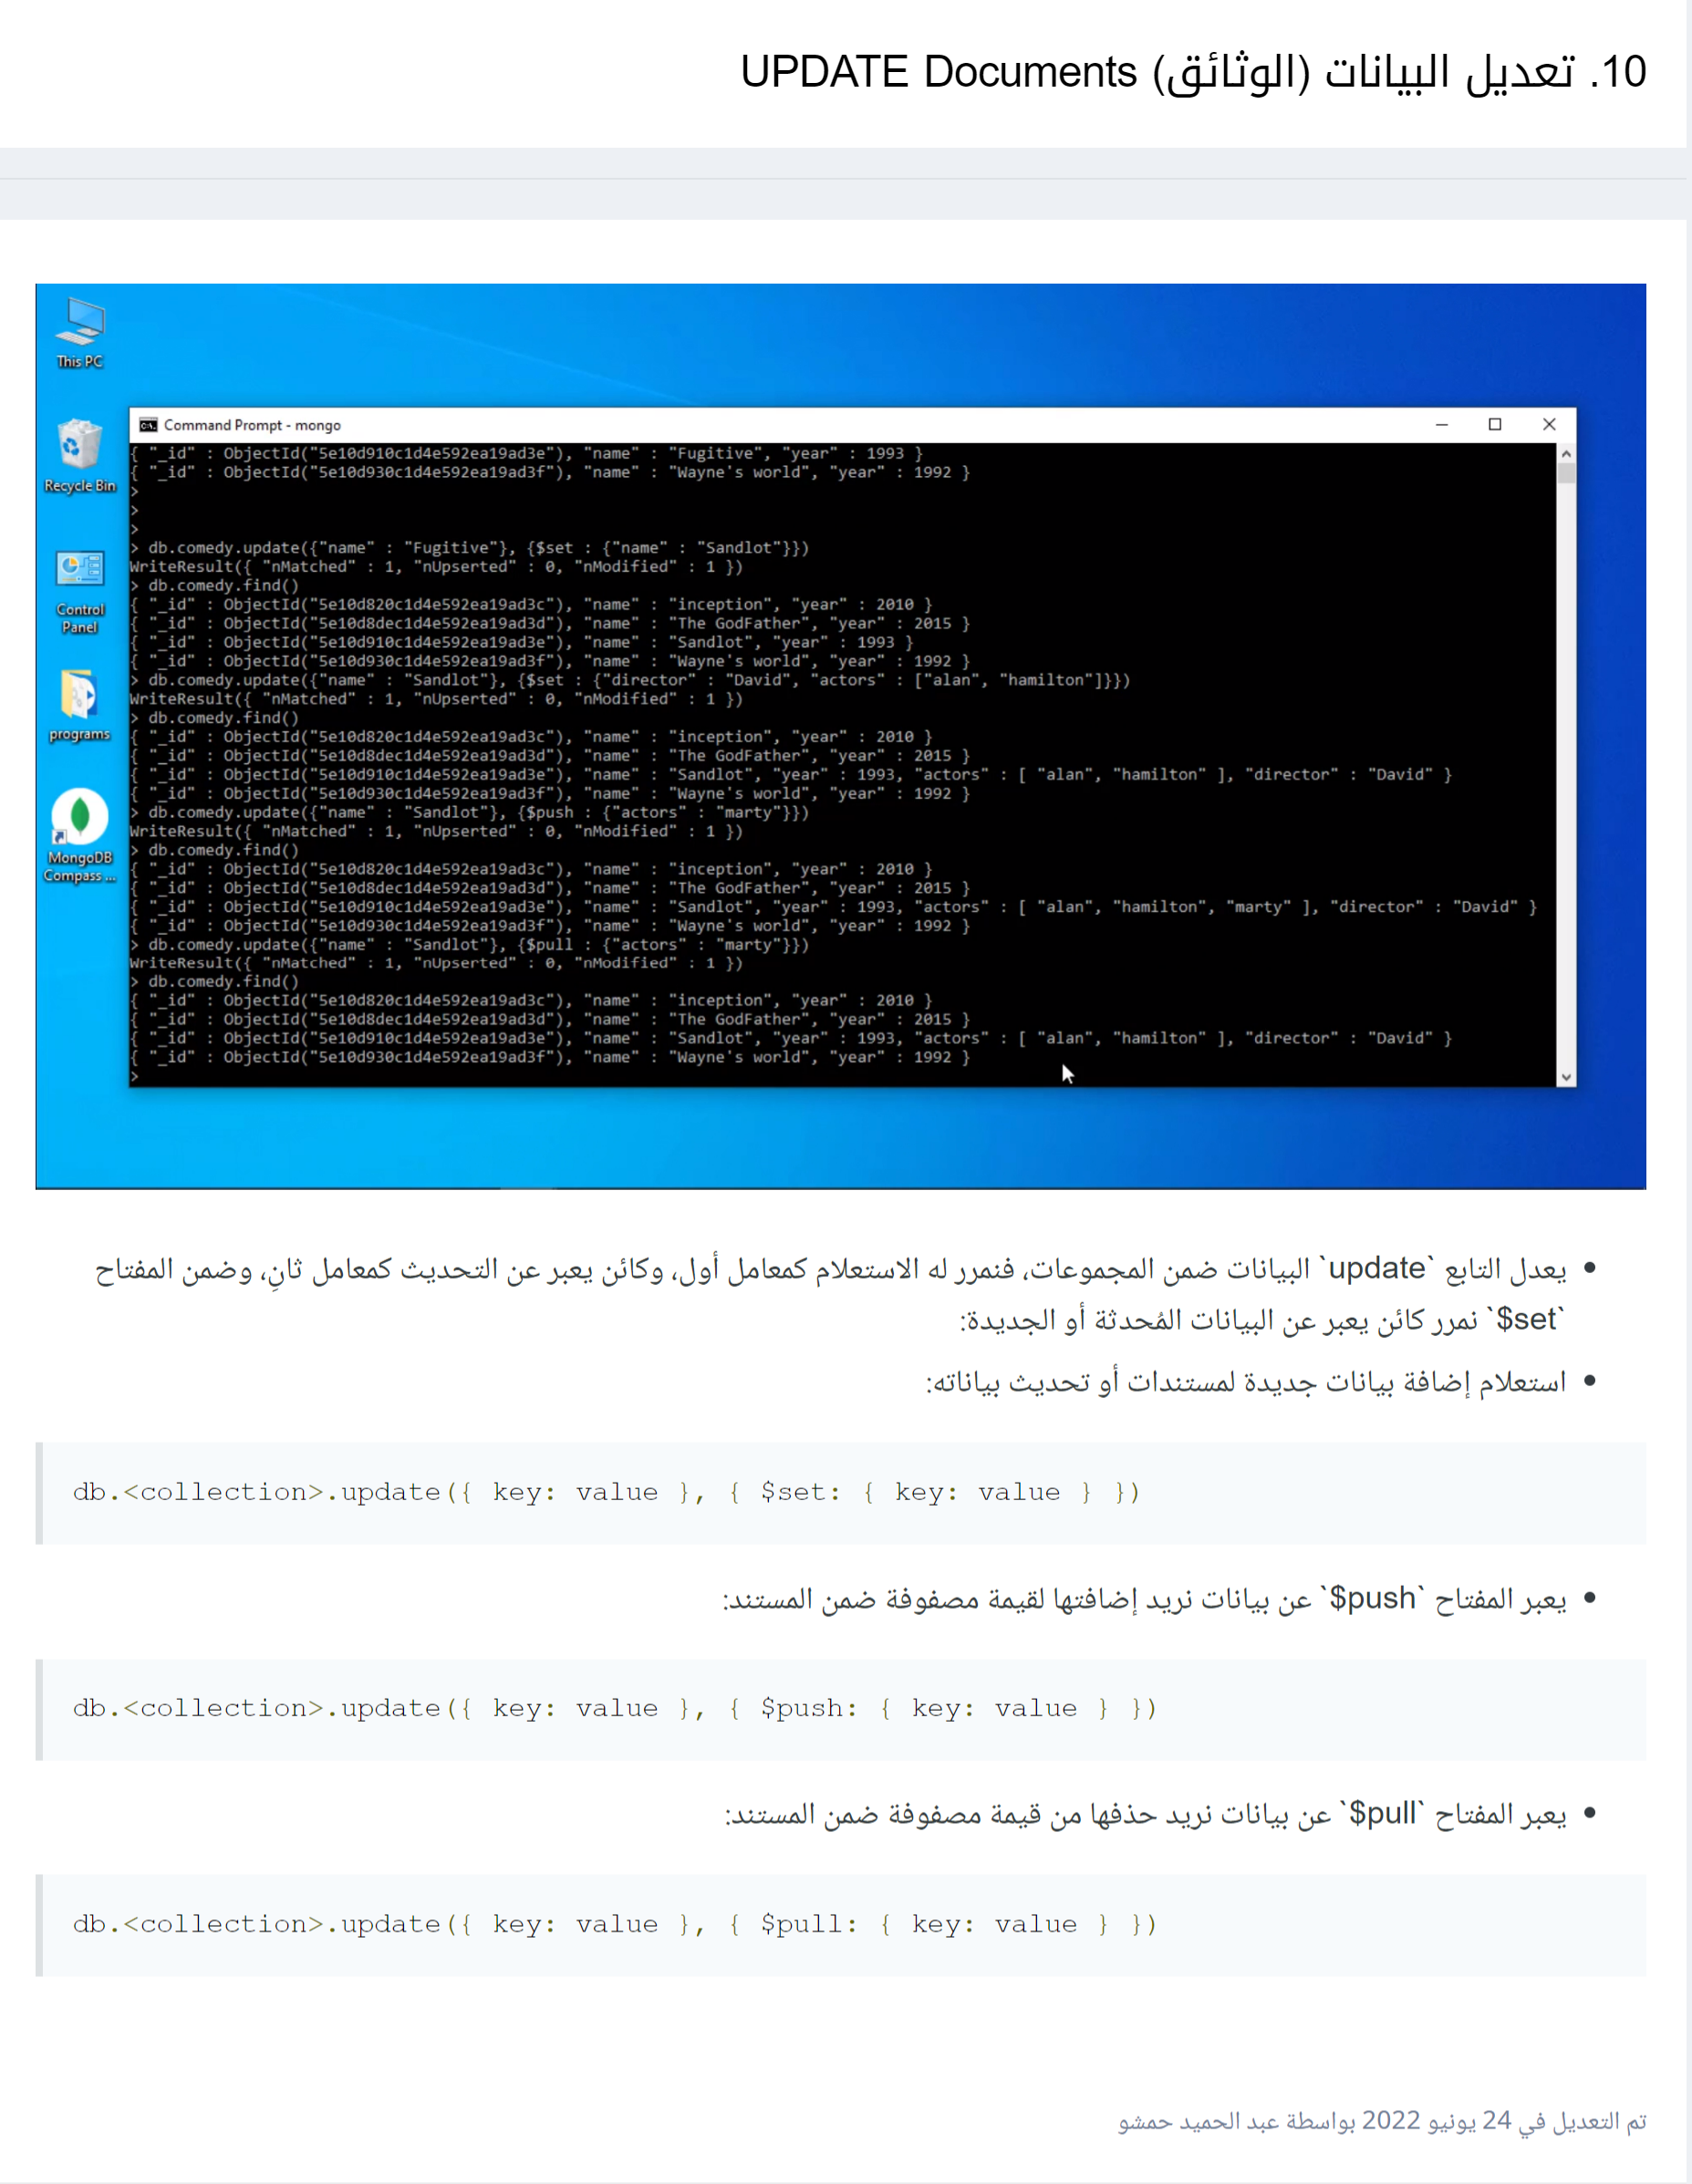 10. تعديل البيانات (الوثائق) UPDATE Documents
This PC
Recycle Bin
Control
Panel
programs
MongoDB
Compass ...
Command Prompt - mongo
{ "_id" : ObjectId("5e10d910c1d4e592ea19ad3e"), "name" : "Fugitive", "year" : 1993 }
{ "_id" : ObjectId("5e10d930c1d4e592ea19ad3f"), "name" : "Wayne's world", "year" : 1992 }
>
>
>
> db.comedy.update({"name" : "Fugitive"}, {$set : {"name" : "Sandlot"}})
WriteResult({ "nMatched" : 1, "nUpserted" : 0, "nModified" : 1 })
> db.comedy.find()
{ "_id" : ObjectId("5e10d820c1d4e592ea19ad3c"), "name" : "inception", "year" : 2010 }
{ "_id" : ObjectId("5e10d8dec1d4e592ea19ad3d"), "name" : "The GodFather", "year" : 2015 }
{ "_id" : ObjectId("5e10d910c1d4e592ea19ad3e"), "name" : "Sandlot", "year" : 1993 }
{ "_id" : ObjectId("5e10d930c1d4e592ea19ad3f"), "name" : "Wayne's world", "year" : 1992 }
> db.comedy.update({"name" : "Sandlot"}, {$set : {"director" : "David", "actors" : ["alan", "hamilton"]}})
WriteResult({ "nMatched" : 1, "nUpserted" : 0, "nModified" : 1 })
> db.comedy.find()
{ "_id" : ObjectId("5e10d820c1d4e592ea19ad3c"), "name" : "inception", "year" : 2010 }
{ "_id" : ObjectId("5e10d8dec1d4e592ea19ad3d"), "name" : "The GodFather", "year" : 2015 }
{ "_id" : ObjectId("5e10d910c1d4e592ea19ad3e"), "name" : "Sandlot", "year" : 1993, "actors" : [ "alan", "hamilton" ], "director" : "David" }
{ "_id" : ObjectId("5e10d930c1d4e592ea19ad3f"), "name" : "Wayne's world", "year" : 1992 }
> db.comedy.update({"name" : "Sandlot"}, {$push : {"actors" : "marty"}})
WriteResult({ "nMatched" : 1, "nUpserted" : 0, "nModified" : 1 })
> db.comedy.find()
{ "_id" : ObjectId("5e10d820c1d4e592ea19ad3c"), "name" : "inception", "year" : 2010 }
{ "_id" : ObjectId("5e10d8dec1d4e592ea19ad3d"), "name" : "The GodFather", "year" : 2015 }
{ "_id" : ObjectId("5e10d910c1d4e592ea19ad3e"), "name" : "Sandlot", "year" : 1993, "actors" : [ "alan", "hamilton", "marty" ], "director" : "David" }
{ "_id" : ObjectId("5e10d930c1d4e592ea19ad3f"), "name" : "Wayne's world", "year" : 1992 }
> db.comedy.update({"name" : "Sandlot"}, {$pull : {"actors" : "marty"}})
WriteResult({ "nMatched" : 1, "nUpserted" : 0, "nModified" : 1 })
> db.comedy.find()
{ "_id" : ObjectId("5e10d820c1d4e592ea19ad3c"), "name" : "inception", "year" : 2010 }
{ "_id" : ObjectId("5e10d8dec1d4e592ea19ad3d"), "name" : "The GodFather", "year" : 2015 }
{ "_id" : ObjectId("5e10d910c1d4e592ea19ad3e"), "name" : "Sandlot", "year" : 1993, "actors" : [ "alan", "hamilton" ], "director" : "David" }
{ "_id" : ObjectId("5e10d930c1d4e592ea19ad3f"), "name" : "Wayne's world", "year" : 1992 }
>
• يعدل التابع `update` البيانات ضمن المجموعات، فنمرر له الاستعلام كمعامل أول، وكائن يعبر عن التحديث كمعامل ثانِ، وضمن المفتاح
`$set` نمرر كائن يعبر عن البيانات المُحدثة أو الجديدة:
• استعلام إضافة بيانات جديدة لمستندات أو تحديث بياناته:
db.<collection>.update({ key: value }, { $set: { key: value } })
• يعبر المفتاح `$push` عن بيانات نريد إضافتها لقيمة مصفوفة ضمن المستند:
db.<collection>.update({ key: value }, { $push: { key: value } })
• يعبر المفتاح `$pull` عن بيانات نريد حذفها من قيمة مصفوفة ضمن المستند:
db.<collection>.update({ key: value }, { $pull: { key: value } })
تم التعديل في 24 يونيو 2022 بواسطة عبد الحميد حمشو